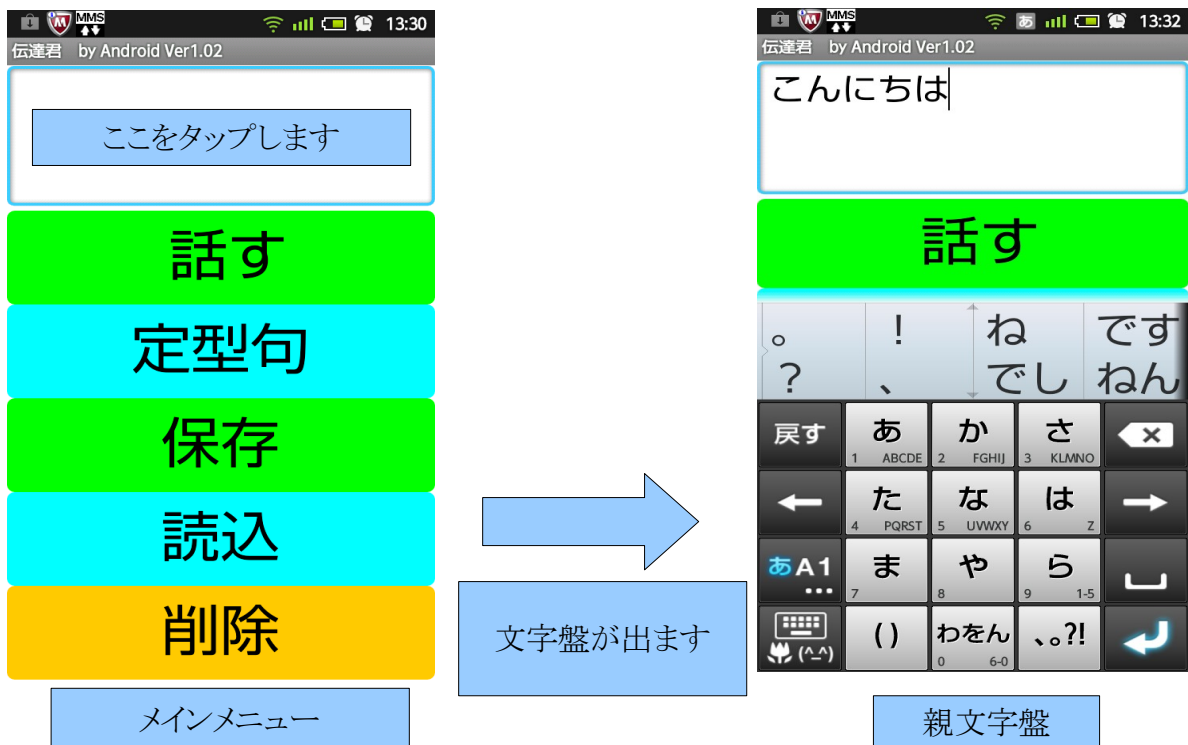 MMS
13:30
伝達君 by Android Ver1.02
ここをタップします
話す
定型句
保存
読込
削除
メインメニュー
文字盤が出ます
MMS
あ
13:32
伝達君 by Android Ver1.02
こんにちは
話す
。 ! ね です
? 、 でし ねん
戻す あ か さ
1 ABCDE 2 FGHIJ 3 KLMNO
た な は
4 PQRST 5 UVWXY 6 Z
あA1 ま や ら
7 8 9 1-5
(^_^) ( ) わをん 、。?!
0 6-0
親文字盤